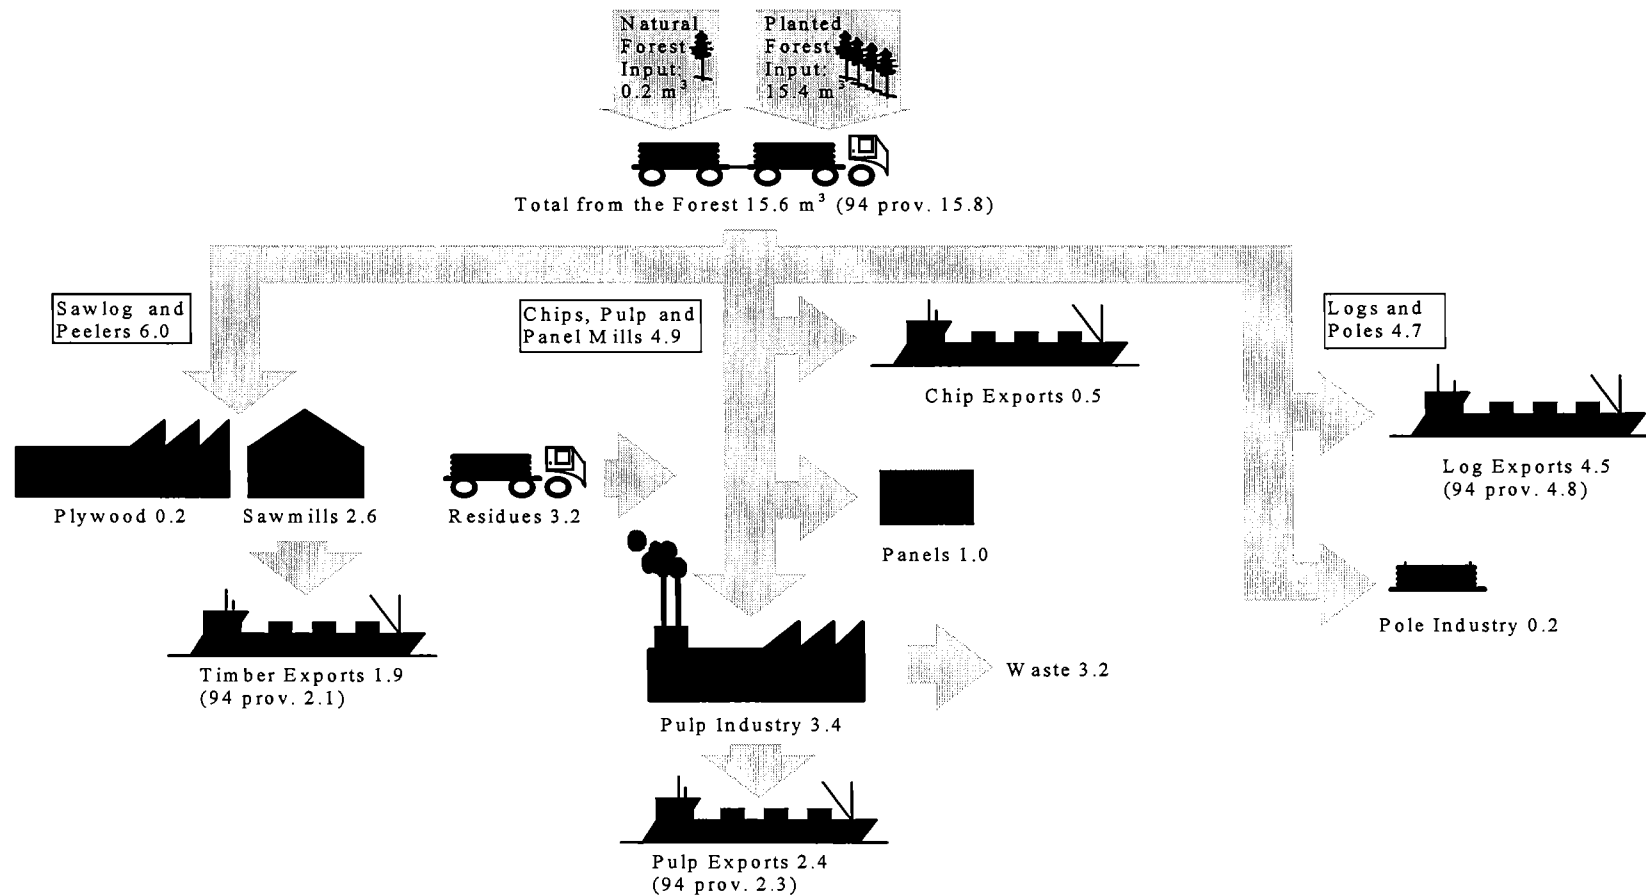 Natural
Forest
Input:
0.2 m³
Planted
Forest
Input:
15.4 m³
Total from the Forest 15.6 m³ (94 prov. 15.8)
Sawlog and
Peelers 6.0
Chips, Pulp and
Panel Mills 4.9
Logs and
Poles 4.7
Chip Exports 0.5
Log Exports 4.5
(94 prov. 4.8)
Plywood 0.2
Sawmills 2.6
Residues 3.2
Panels 1.0
Pole Industry 0.2
Timber Exports 1.9
(94 prov. 2.1)
Waste 3.2
Pulp Industry 3.4
Pulp Exports 2.4
(94 prov. 2.3)